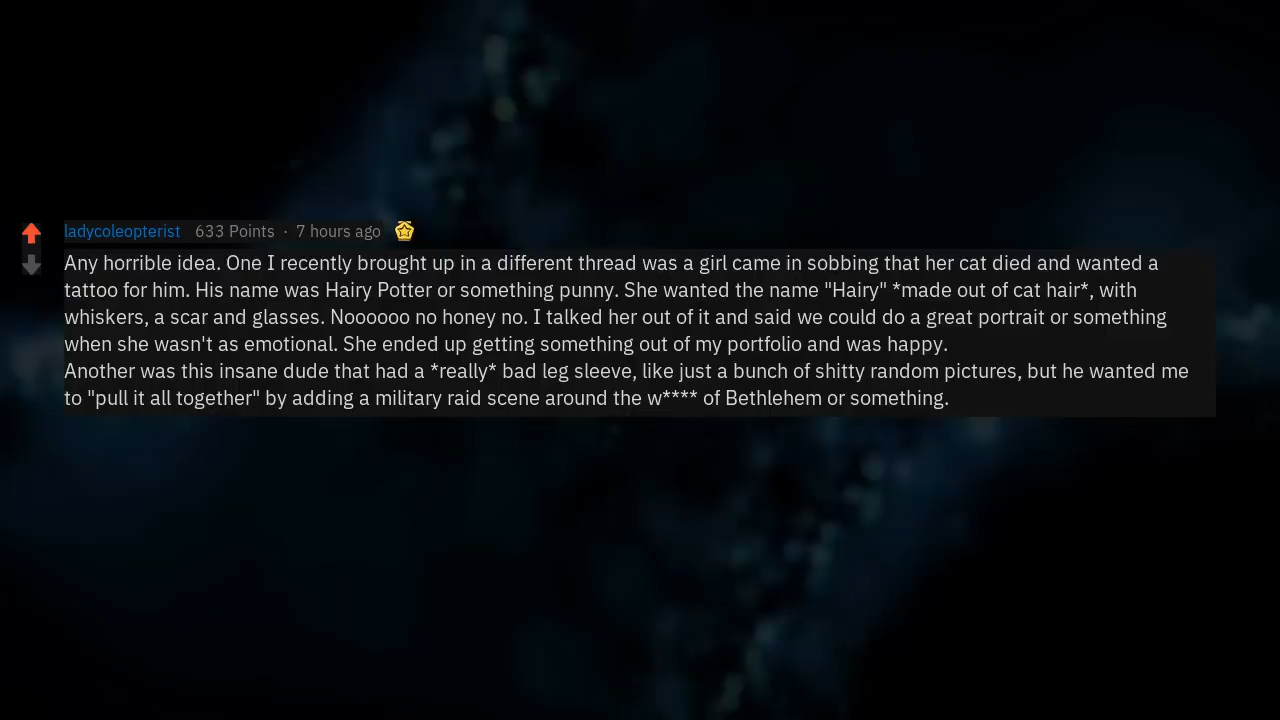 ladycoleopterist 633 Points · 7 hours ago
Any horrible idea. One I recently brought up in a different thread was a girl came in sobbing that her cat died and wanted a
tattoo for him. His name was Hairy Potter or something punny. She wanted the name "Hairy" *made out of cat hair*, with
whiskers, a scar and glasses. Noooooo no honey no. I talked her out of it and said we could do a great portrait or something
when she wasn't as emotional. She ended up getting something out of my portfolio and was happy.
Another was this insane dude that had a *really* bad leg sleeve, like just a bunch of shitty random pictures, but he wanted me
to "pull it all together" by adding a military raid scene around the w**** of Bethlehem or something.